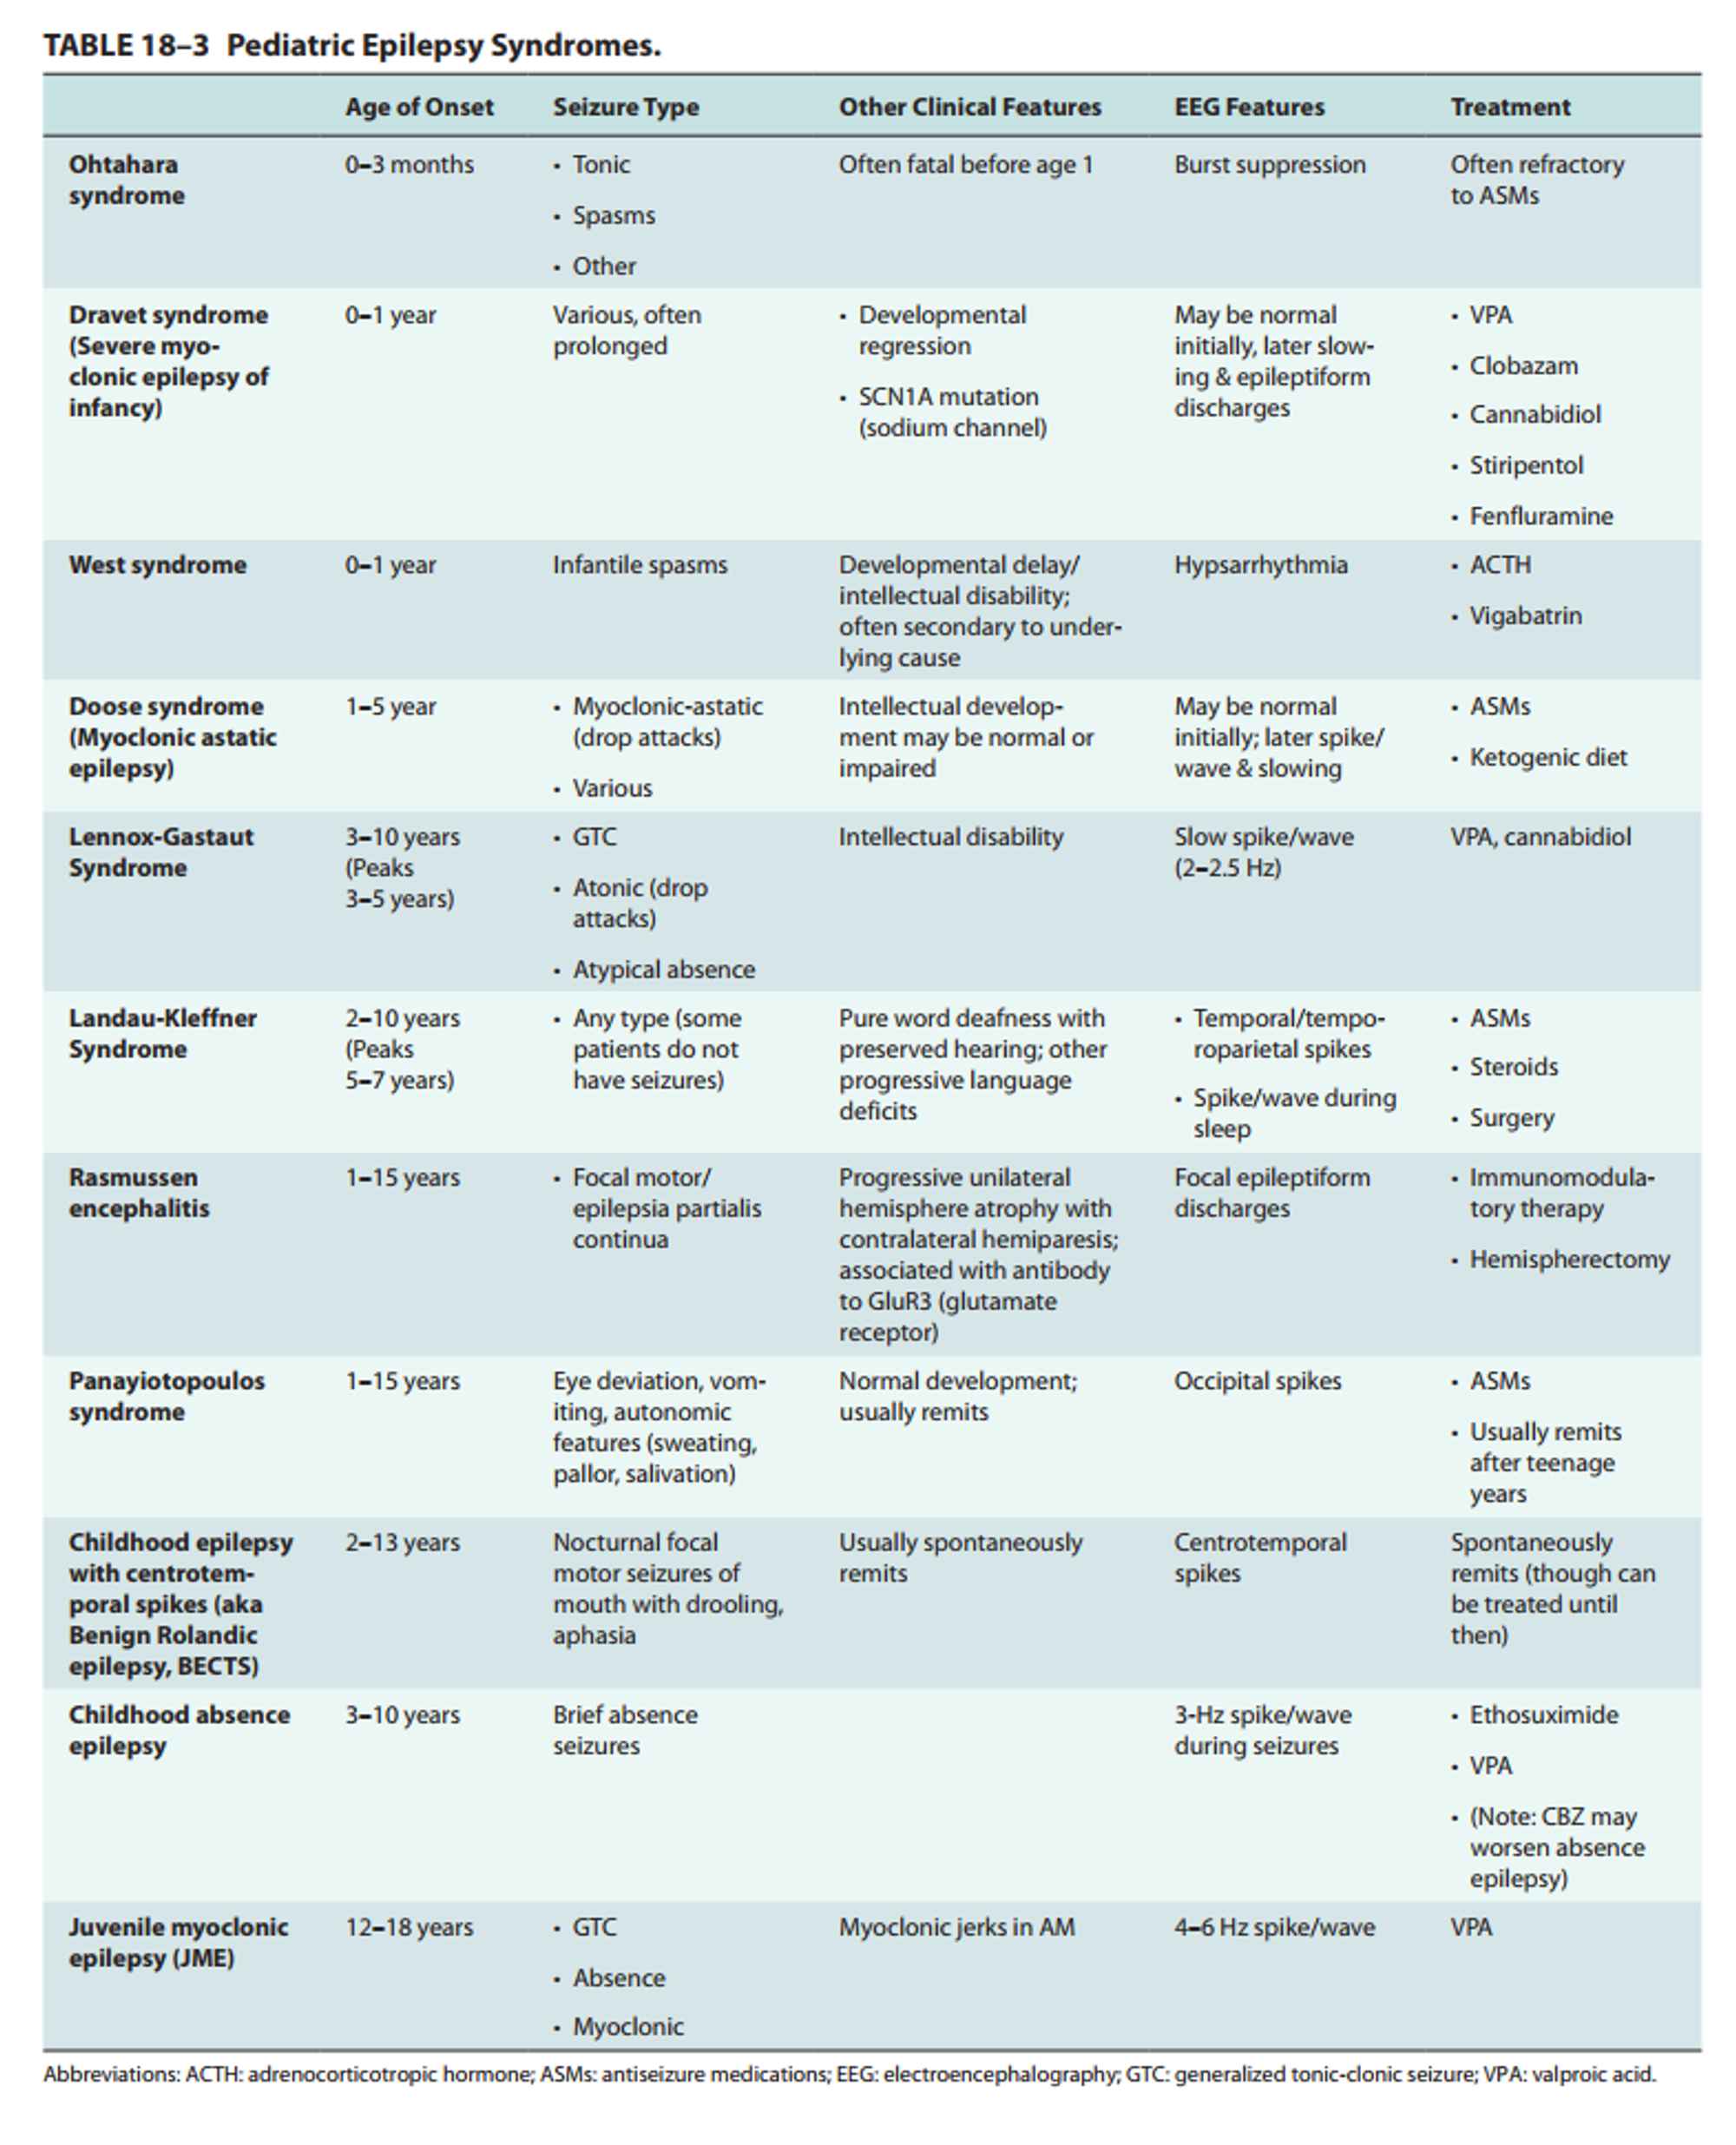 TABLE 18–3 Pediatric Epilepsy Syndromes.
Age of Onset
Seizure Type
Other Clinical Features
EEG Features
Treatment
Ohtahara
syndrome
0–3 months
• Tonic
• Spasms
• Other
Often fatal before age 1
Burst suppression
Often refractory
to ASMs
Dravet syndrome
(Severe myo-
clonic epilepsy of
infancy)
0–1 year
Various, often
prolonged
• Developmental
regression
• SCN1A mutation
(sodium channel)
May be normal
initially, later slow-
ing & epileptiform
discharges
• VPA
• Clobazam
• Cannabidiol
• Stiripentol
• Fenfluramine
West syndrome
0–1 year
Infantile spasms
Developmental delay/
intellectual disability;
often secondary to under-
lying cause
Hypsarrhythmia
• ACTH
• Vigabatrin
Doose syndrome
(Myoclonic astatic
epilepsy)
1–5 year
• Myoclonic-astatic
(drop attacks)
• Various
Intellectual develop-
ment may be normal or
impaired
May be normal
initially; later spike/
wave & slowing
• ASMs
• Ketogenic diet
Lennox-Gastaut
Syndrome
3–10 years
(Peaks
3–5 years)
• GTC
• Atonic (drop
attacks)
• Atypical absence
Intellectual disability
Slow spike/wave
(2–2.5 Hz)
VPA, cannabidiol
Landau-Kleffner
Syndrome
2–10 years
(Peaks
5–7 years)
• Any type (some
patients do not
have seizures)
Pure word deafness with
preserved hearing; other
progressive language
deficits
• Temporal/tempo-
roparietal spikes
• Spike/wave during
sleep
• ASMs
• Steroids
• Surgery
Rasmussen
encephalitis
1–15 years
• Focal motor/
epilepsia partialis
continua
Progressive unilateral
hemisphere atrophy with
contralateral hemiparesis;
associated with antibody
to GluR3 (glutamate
receptor)
Focal epileptiform
discharges
• Immunomodula-
tory therapy
• Hemispherectomy
Panayiotopoulos
syndrome
1–15 years
Eye deviation, vom-
iting, autonomic
features (sweating,
pallor, salivation)
Normal development;
usually remits
Occipital spikes
• ASMs
• Usually remits
after teenage
years
Childhood epilepsy
with centrotem-
poral spikes (aka
Benign Rolandic
epilepsy, BECTS)
2–13 years
Nocturnal focal
motor seizures of
mouth with drooling,
aphasia
Usually spontaneously
remits
Centrotemporal
spikes
Spontaneously
remits (though can
be treated until
then)
Childhood absence
epilepsy
3–10 years
Brief absence
seizures
3-Hz spike/wave
during seizures
• Ethosuximide
• VPA
• (Note: CBZ may
worsen absence
epilepsy)
Juvenile myoclonic
epilepsy (JME)
12–18 years
• GTC
• Absence
• Myoclonic
Myoclonic jerks in AM
4–6 Hz spike/wave
VPA
Abbreviations: ACTH: adrenocorticotropic hormone; ASMs: antiseizure medications; EEG: electroencephalography; GTC: generalized tonic-clonic seizure; VPA: valproic acid.